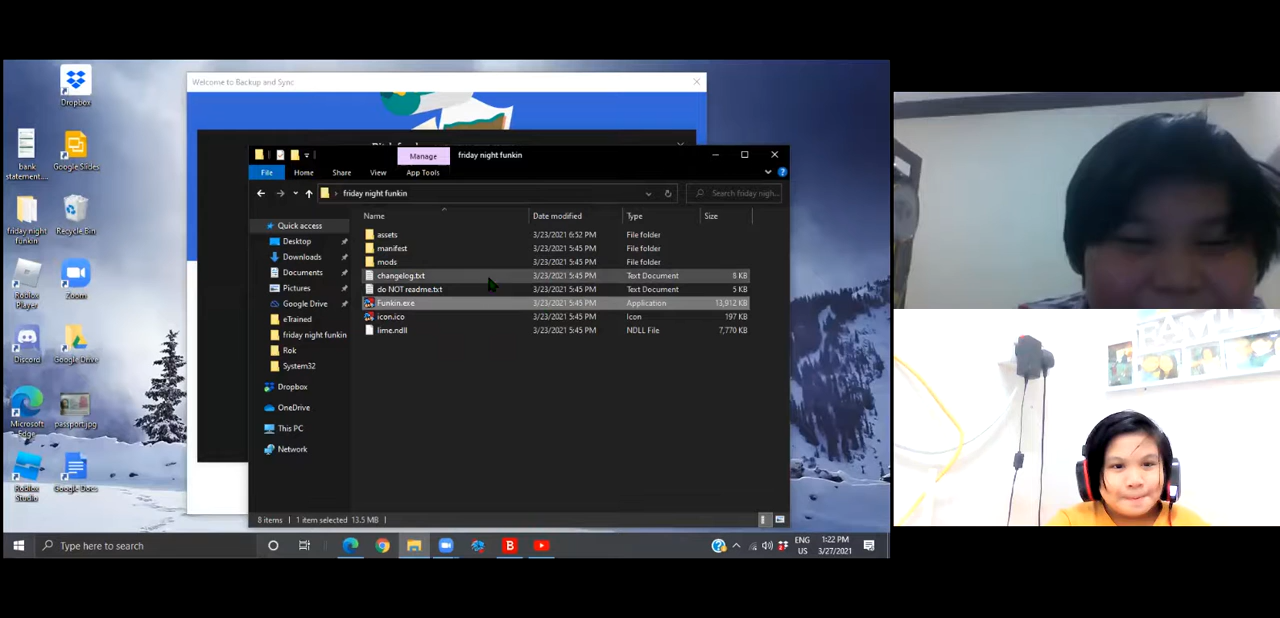 Dropbox
bank
statement....
Google Slides
friday night
funkin
Recycle Bin
Roblox
Player
Zoom
Discord
Google Drive
Microsoft
Edge
passport.jpg
Roblox
Studio
Google Docs
Welcome to Backup and Sync
Manage
friday night funkin
File
Home
Share
View
App Tools
friday night funkin
Search friday nigh...
Name
Date modified
Type
Size
Quick access
Desktop
Downloads
Documents
Pictures
Google Drive
eTrained
friday night funkin
Rok
System32
Dropbox
OneDrive
This PC
Network
assets 3/23/2021 6:52 PM File folder
manifest 3/23/2021 5:45 PM File folder
mods 3/23/2021 5:45 PM File folder
changelog.txt 3/23/2021 5:45 PM Text Document 8 KB
do NOT readme.txt 3/23/2021 5:45 PM Text Document 5 KB
Funkin.exe 3/23/2021 5:45 PM Application 13,912 KB
icon.ico 3/23/2021 5:45 PM Icon 197 KB
lime.ndll 3/23/2021 5:45 PM NDLL File 7,770 KB
8 items 1 item selected 13.5 MB
Type here to search
B
ENG
US
1:22 PM
3/27/2021